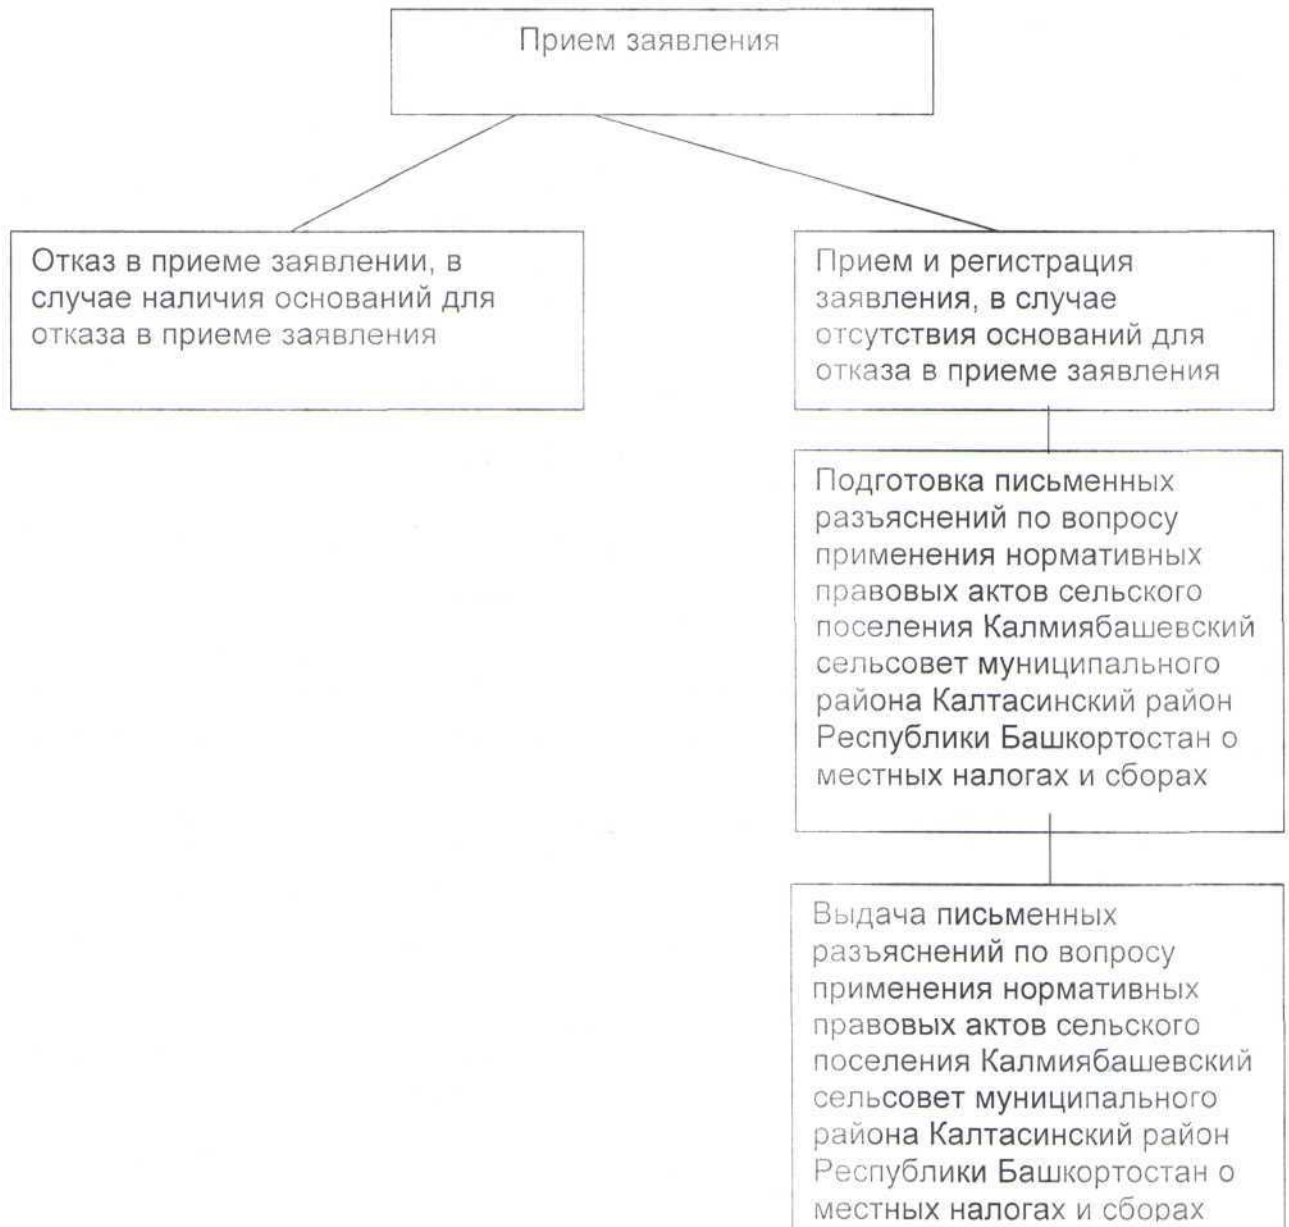 Прием заявления
Отказ в приеме заявлении, в
случае наличия оснований для
отказа в приеме заявления
Прием и регистрация
заявления, в случае
отсутствия оснований для
отказа в приеме заявления
Подготовка письменных
разъяснений по вопросу
применения нормативных
правовых актов сельского
поселения Калмиябашевский
сельсовет муниципального
района Калтасинский район
Республики Башкортостан о
местных налогах и сборах
Выдача письменных
разъяснений по вопросу
применения нормативных
правовых актов сельского
поселения Калмиябашевский
сельсовет муниципального
района Калтасинский район
Республики Башкортостан о
местных налогах и сборах